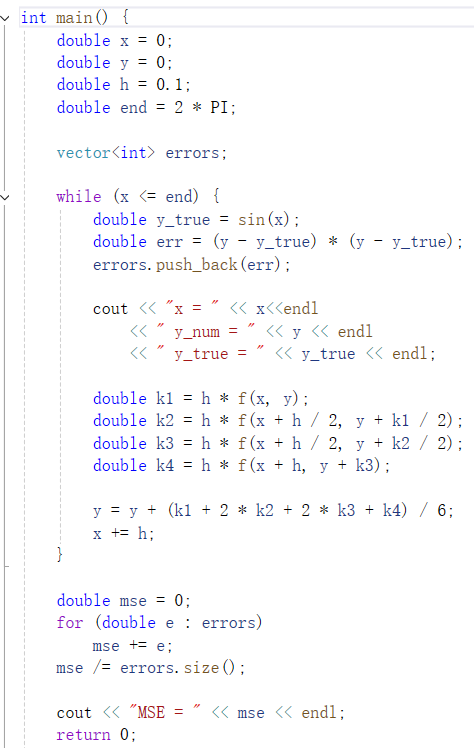 int main() {
    double x = 0;
    double y = 0;
    double h = 0.1;
    double end = 2 * PI;

    vector<int> errors;

    while (x <= end) {
        double y_true = sin(x);
        double err = (y - y_true) * (y - y_true);
        errors.push_back(err);

        cout << "x = " << x<<endl
            << " y_num = " << y << endl
            << " y_true = " << y_true << endl;

        double k1 = h * f(x, y);
        double k2 = h * f(x + h / 2, y + k1 / 2);
        double k3 = h * f(x + h / 2, y + k2 / 2);
        double k4 = h * f(x + h, y + k3);

        y = y + (k1 + 2 * k2 + 2 * k3 + k4) / 6;
        x += h;
    }

    double mse = 0;
    for (double e : errors)
        mse += e;
    mse /= errors.size();

    cout << "MSE = " << mse << endl;
    return 0;